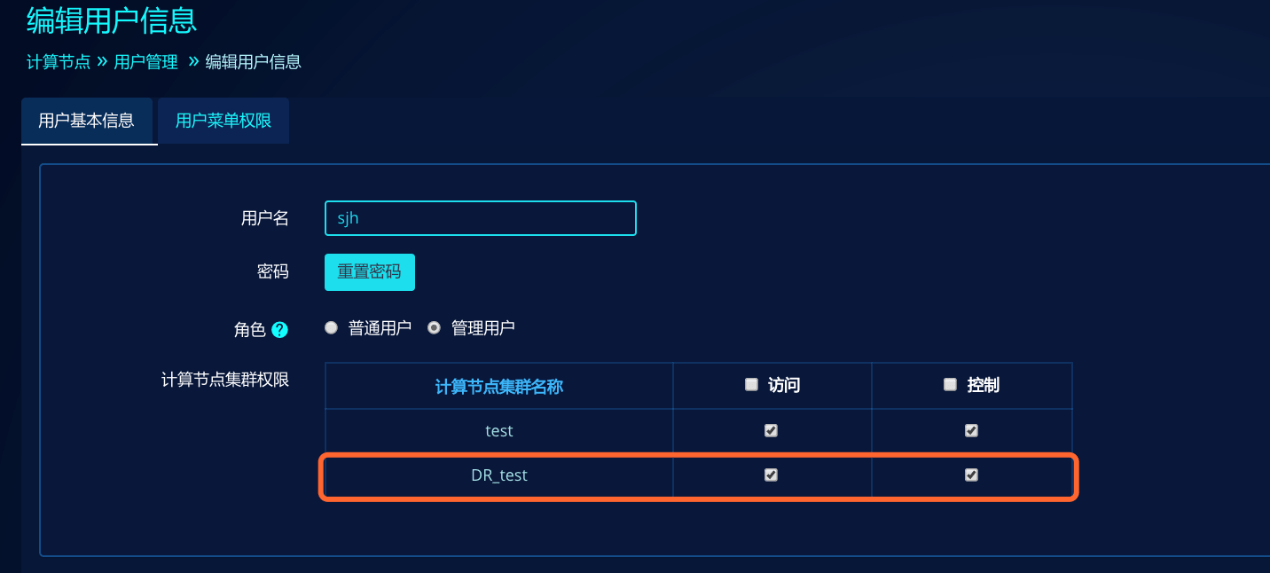 编辑用户信息
计算节点 » 用户管理 » 编辑用户信息
用户基本信息 用户菜单权限
用户名 sjh
密码 重置密码
角色 ? 普通用户 管理用户
计算节点集群权限 计算节点集群名称 访问 控制
test
DR_test